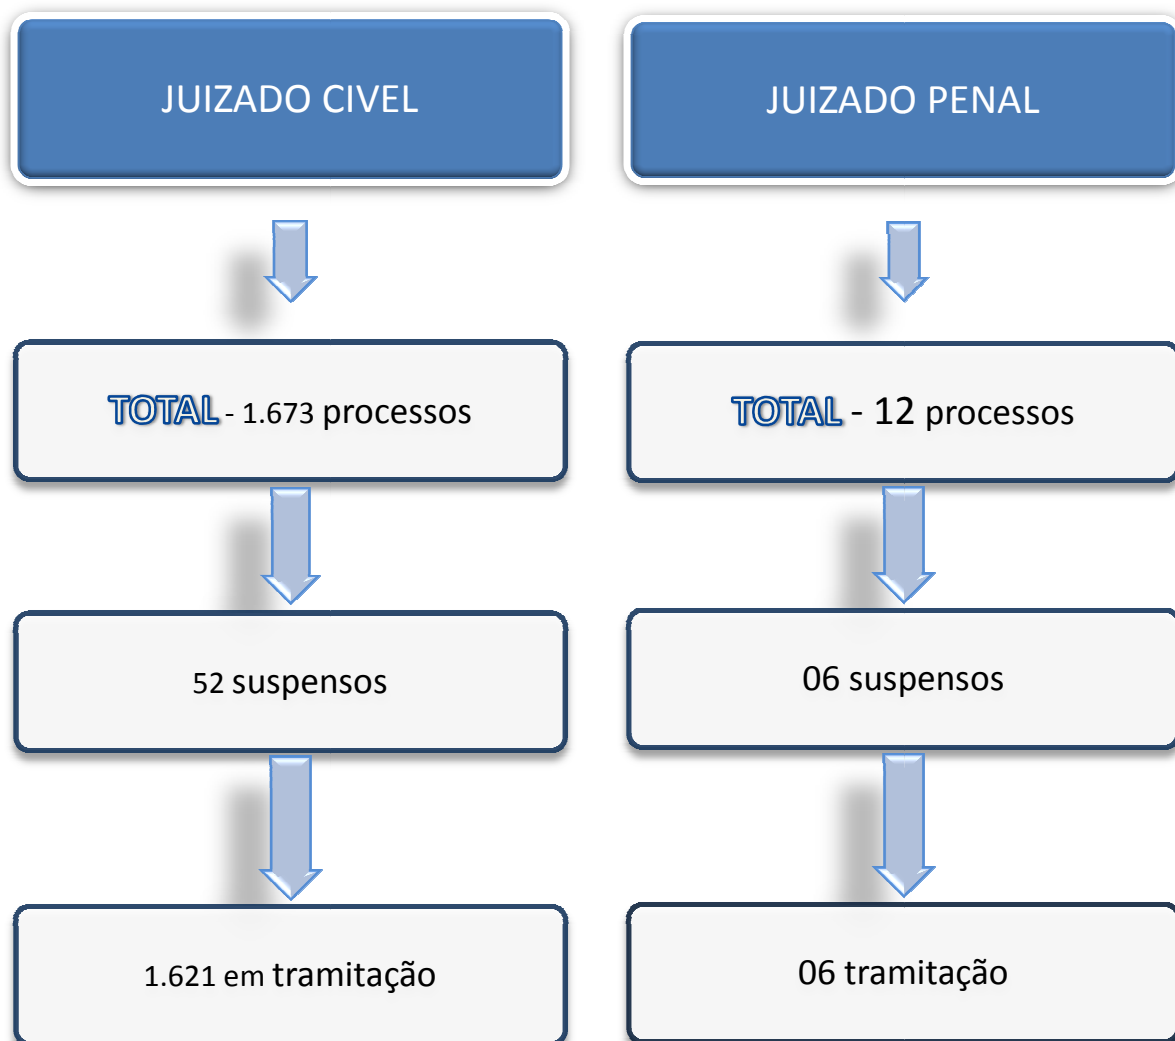 JUIZADO CIVEL
TOTAL - 1.673 processos
52 suspensos
1.621 em tramitação
JUIZADO PENAL
TOTAL - 12 processos
06 suspensos
06 tramitação